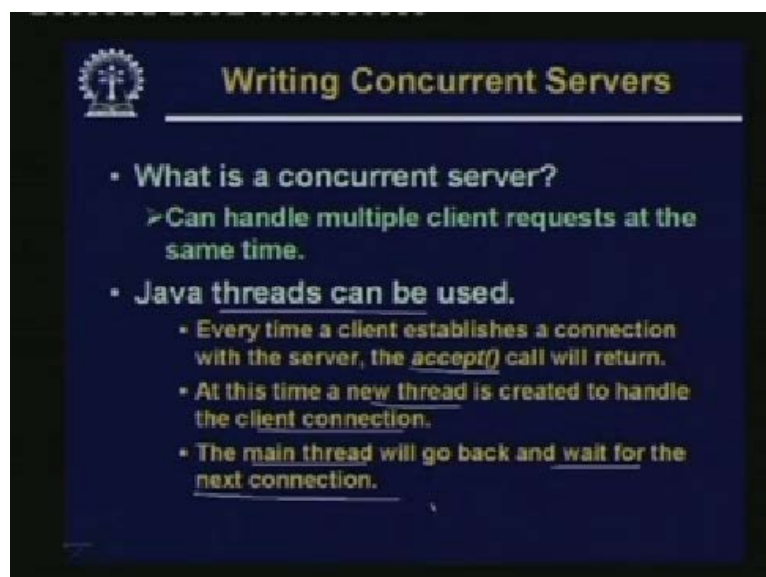 Writing Concurrent Servers
▪ What is a concurrent server?
➢Can handle multiple client requests at the
same time.
▪ Java threads can be used.
▪ Every time a client establishes a connection
with the server, the accept() call will return.
▪ At this time a new thread is created to handle
the client connection.
▪ The main thread will go back and wait for the
next connection.